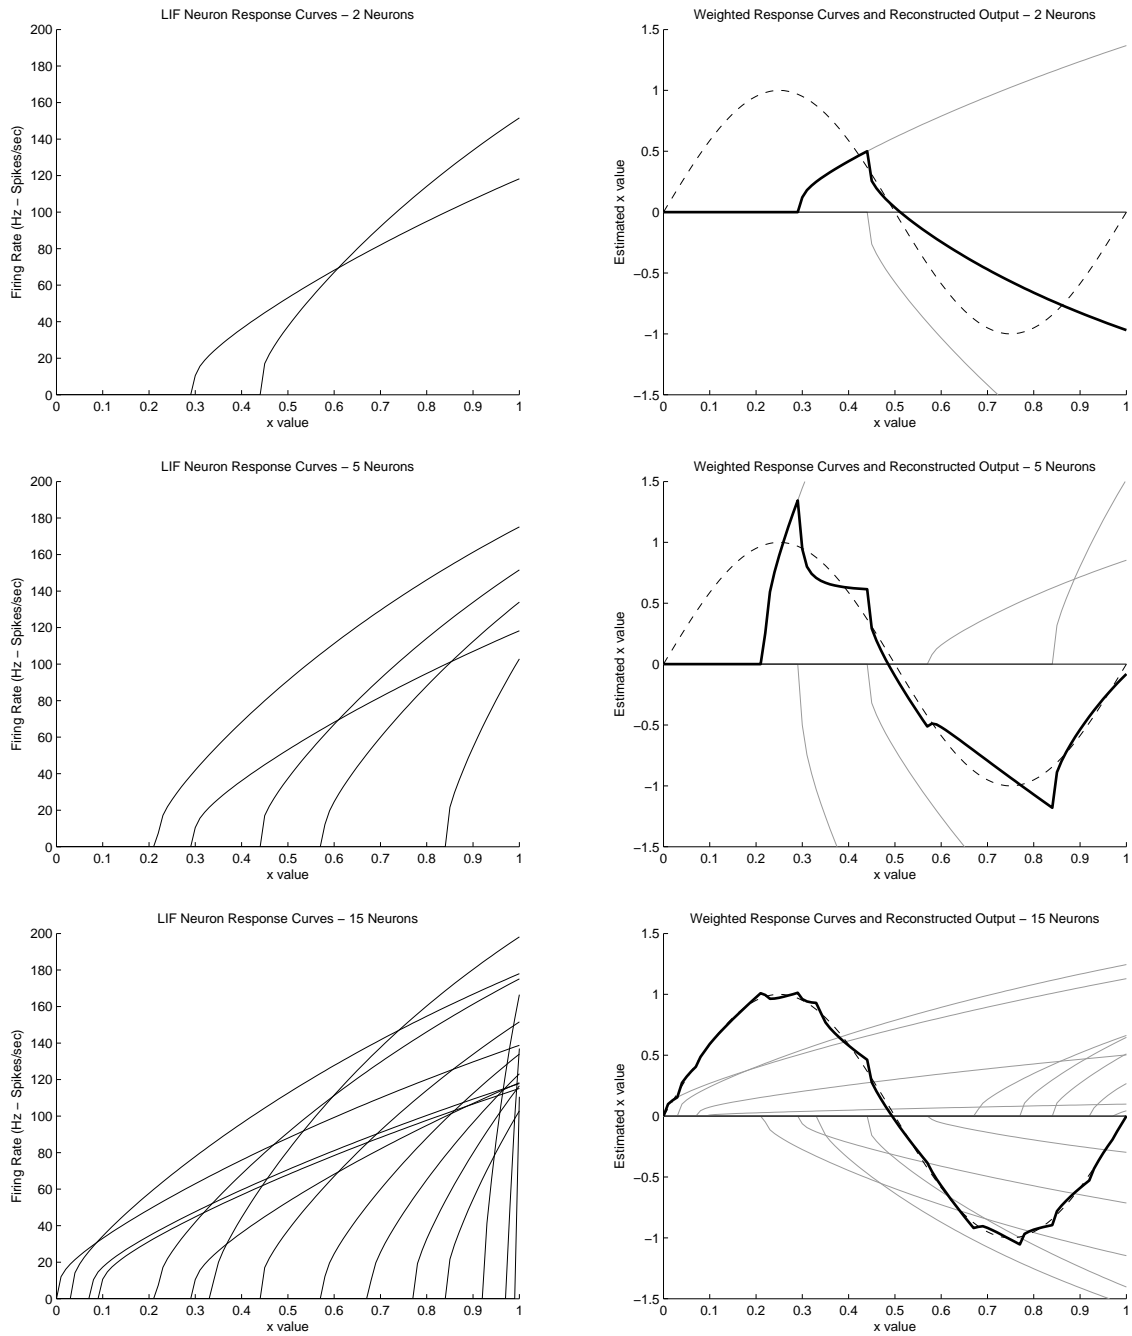 LIF Neuron Response Curves – 2 Neurons
200
180
160
140
120
100
80
60
40
20
0
Firing Rate (Hz – Spikes/sec)
0 0.1 0.2 0.3 0.4 0.5 0.6 0.7 0.8 0.9 1
x value
Weighted Response Curves and Reconstructed Output – 2 Neurons
1.5
1
0.5
0
−0.5
−1
−1.5
Estimated x value
0 0.1 0.2 0.3 0.4 0.5 0.6 0.7 0.8 0.9 1
x value
LIF Neuron Response Curves – 5 Neurons
200
180
160
140
120
100
80
60
40
20
0
Firing Rate (Hz – Spikes/sec)
0 0.1 0.2 0.3 0.4 0.5 0.6 0.7 0.8 0.9 1
x value
Weighted Response Curves and Reconstructed Output – 5 Neurons
1.5
1
0.5
0
−0.5
−1
−1.5
Estimated x value
0 0.1 0.2 0.3 0.4 0.5 0.6 0.7 0.8 0.9 1
x value
LIF Neuron Response Curves – 15 Neurons
200
180
160
140
120
100
80
60
40
20
0
Firing Rate (Hz – Spikes/sec)
0 0.1 0.2 0.3 0.4 0.5 0.6 0.7 0.8 0.9 1
x value
Weighted Response Curves and Reconstructed Output – 15 Neurons
1.5
1
0.5
0
−0.5
−1
−1.5
Estimated x value
0 0.1 0.2 0.3 0.4 0.5 0.6 0.7 0.8 0.9 1
x value